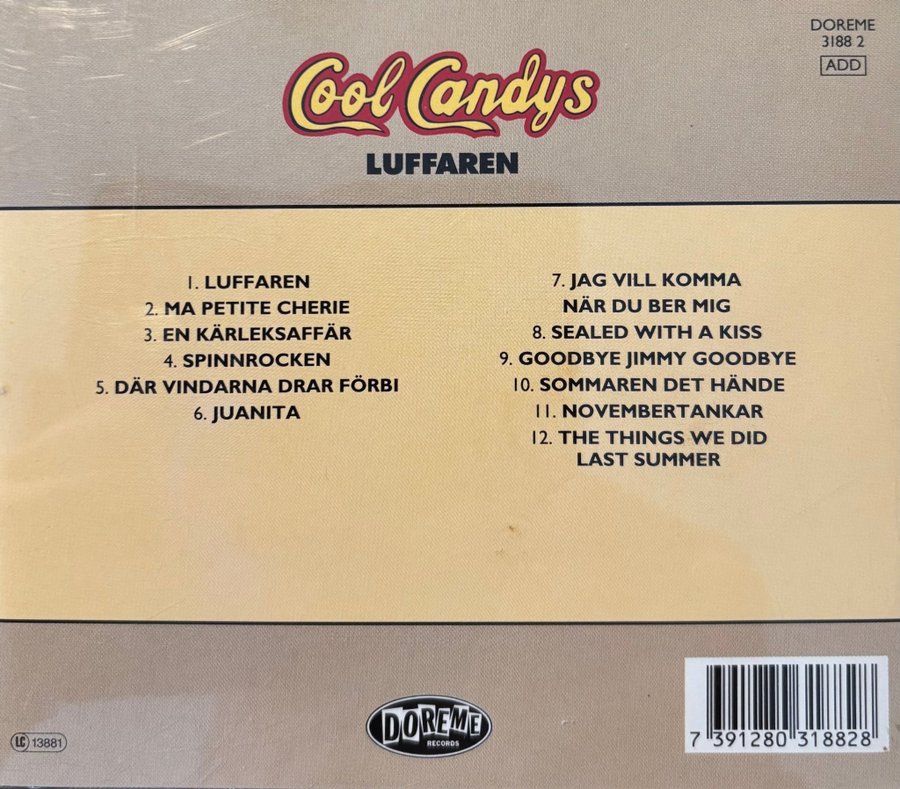 DOREME
3188 2
ADD
Cool Candys
LUFFAREN
1. LUFFAREN
2. MA PETITE CHERIE
3. EN KÄRLEKSAFFÄR
4. SPINNROCKEN
5. DÄR VINDARNA DRAR FÖRBI
6. JUANITA
7. JAG VILL KOMMA
NÄR DU BER MIG
8. SEALED WITH A KISS
9. GOODBYE JIMMY GOODBYE
10. SOMMAREN DET HÄNDE
11. NOVEMBERTANKAR
12. THE THINGS WE DID
LAST SUMMER
LC 13881
DOREME
RECORDS
7 391280 318828